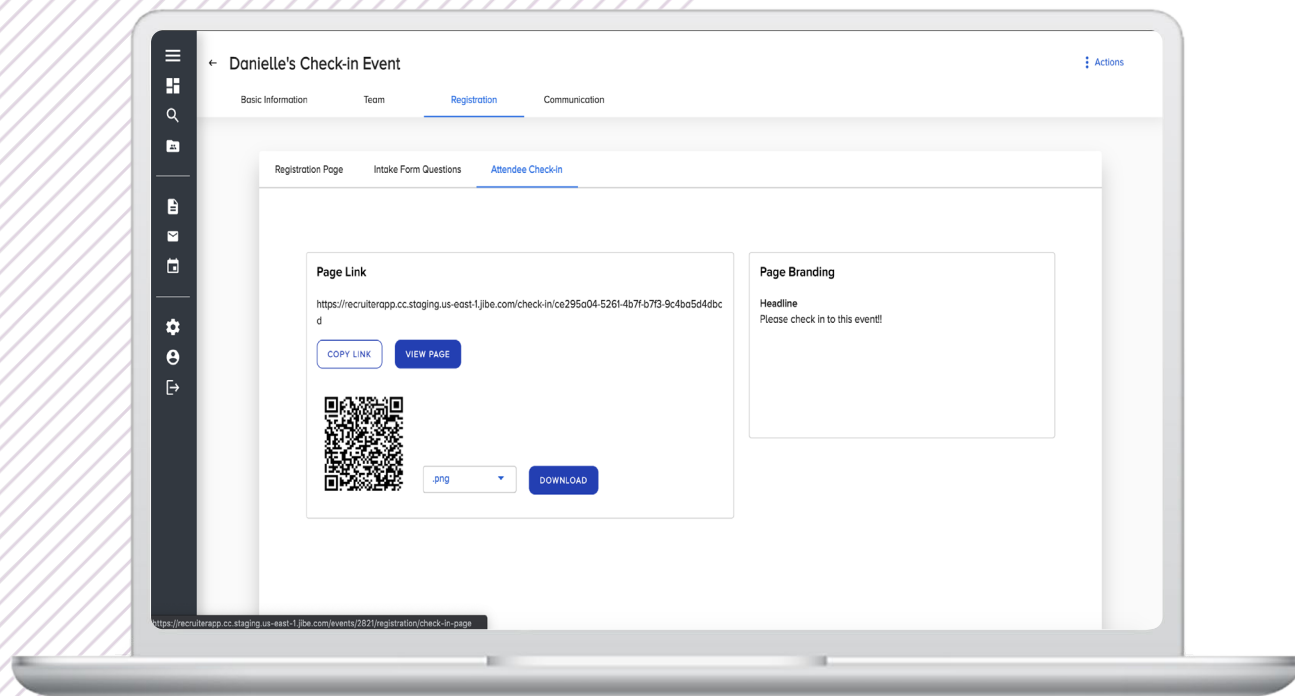 Danielle's Check-in Event
Actions
Basic Information Team Registration Communication
Registration Page Intake Form Questions Attendee Check-In
Page Link
https://recruiterapp.cc.staging.us-east-1.jibe.com/check-in/ce295a04-5261-4b7f-b7f3-9c4ba5d4dbc
d
COPY LINK VIEW PAGE
.png DOWNLOAD
Page Branding
Headline
Please check in to this event!!
https://recruiterapp.cc.staging.us-east-1.jibe.com/events/2821/registration/check-in-page